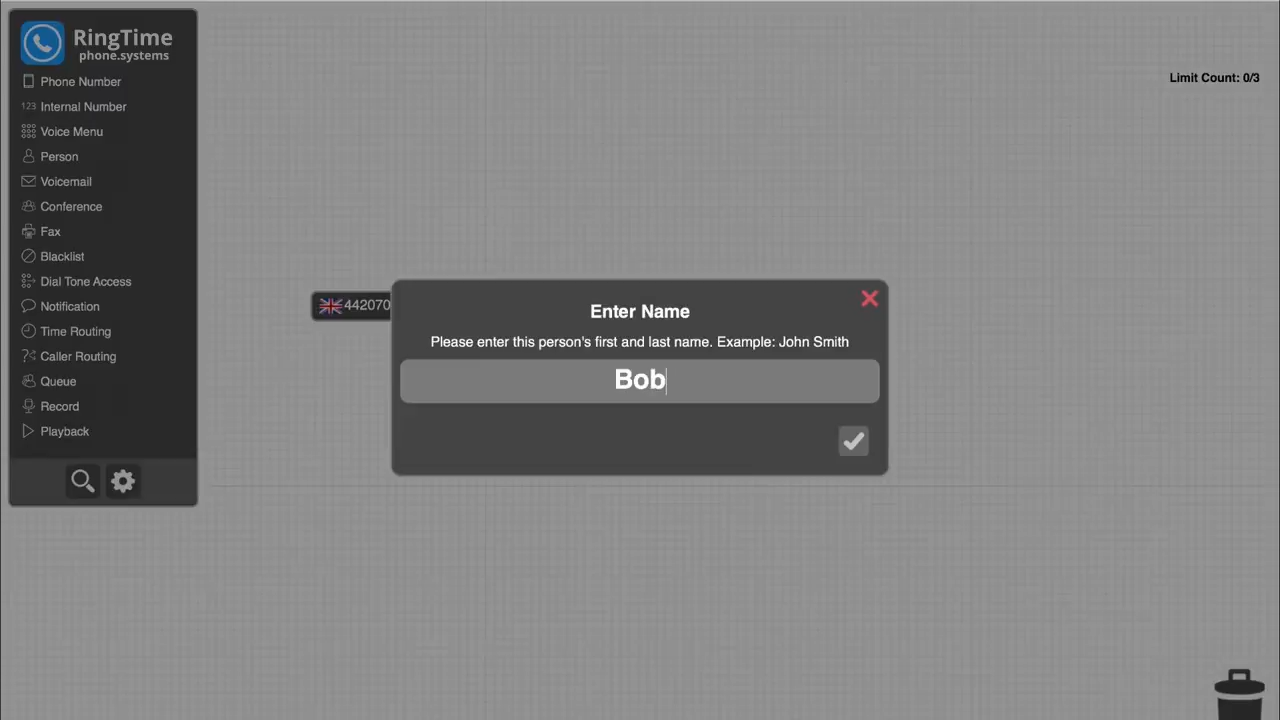 RingTime
phone.systems
Phone Number
123 Internal Number
Voice Menu
Person
Voicemail
Conference
Fax
Blacklist
Dial Tone Access
Notification
Time Routing
Caller Routing
Queue
Record
Playback
Limit Count: 0/3
442070
Enter Name
Please enter this person's first and last name. Example: John Smith
Bob